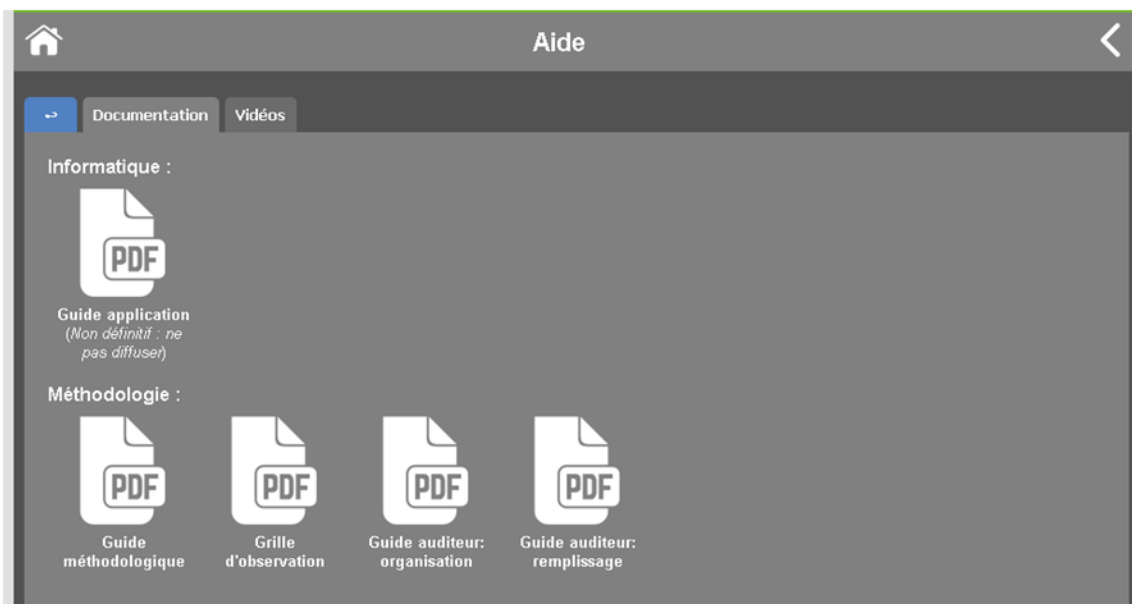 Aide
Documentation Vidéos
Informatique :
PDF
Guide application
(Non définitif : ne
pas diffuser)
Méthodologie :
PDF PDF PDF PDF
Guide méthodologique
Grille d'observation
Guide auditeur: organisation
Guide auditeur: remplissage